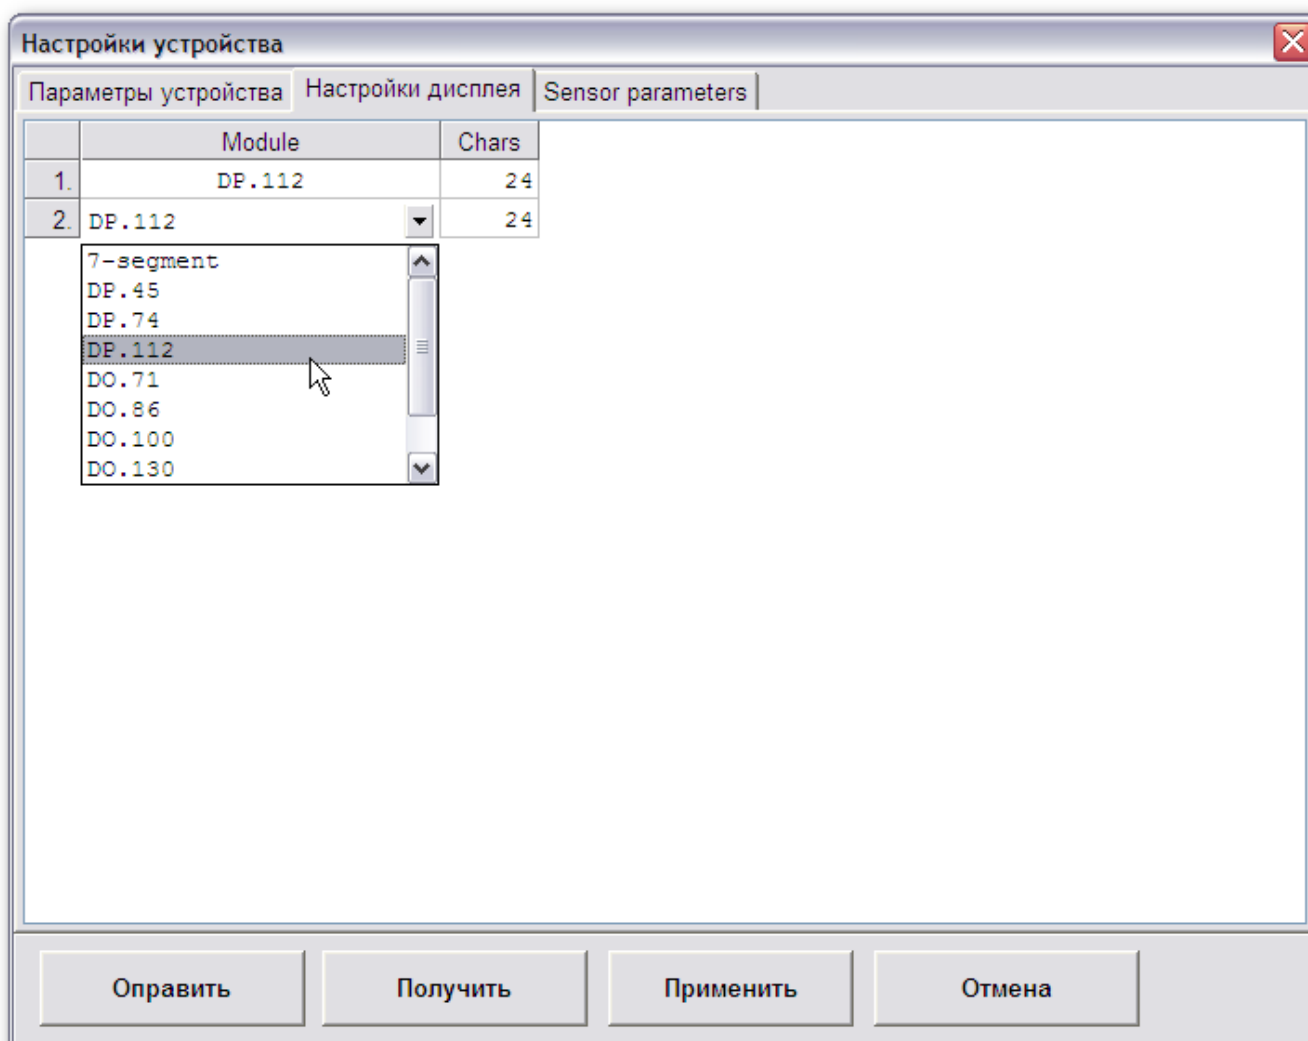 Настройки устройства
Параметры устройства Настройки дисплея Sensor parameters
Module Chars
1. DP.112 24
2. DP.112 24
7-segment
DP.45
DP.74
DP.112
DO.71
DO.86
DO.100
DO.130
Оправить Получить Применить Отмена